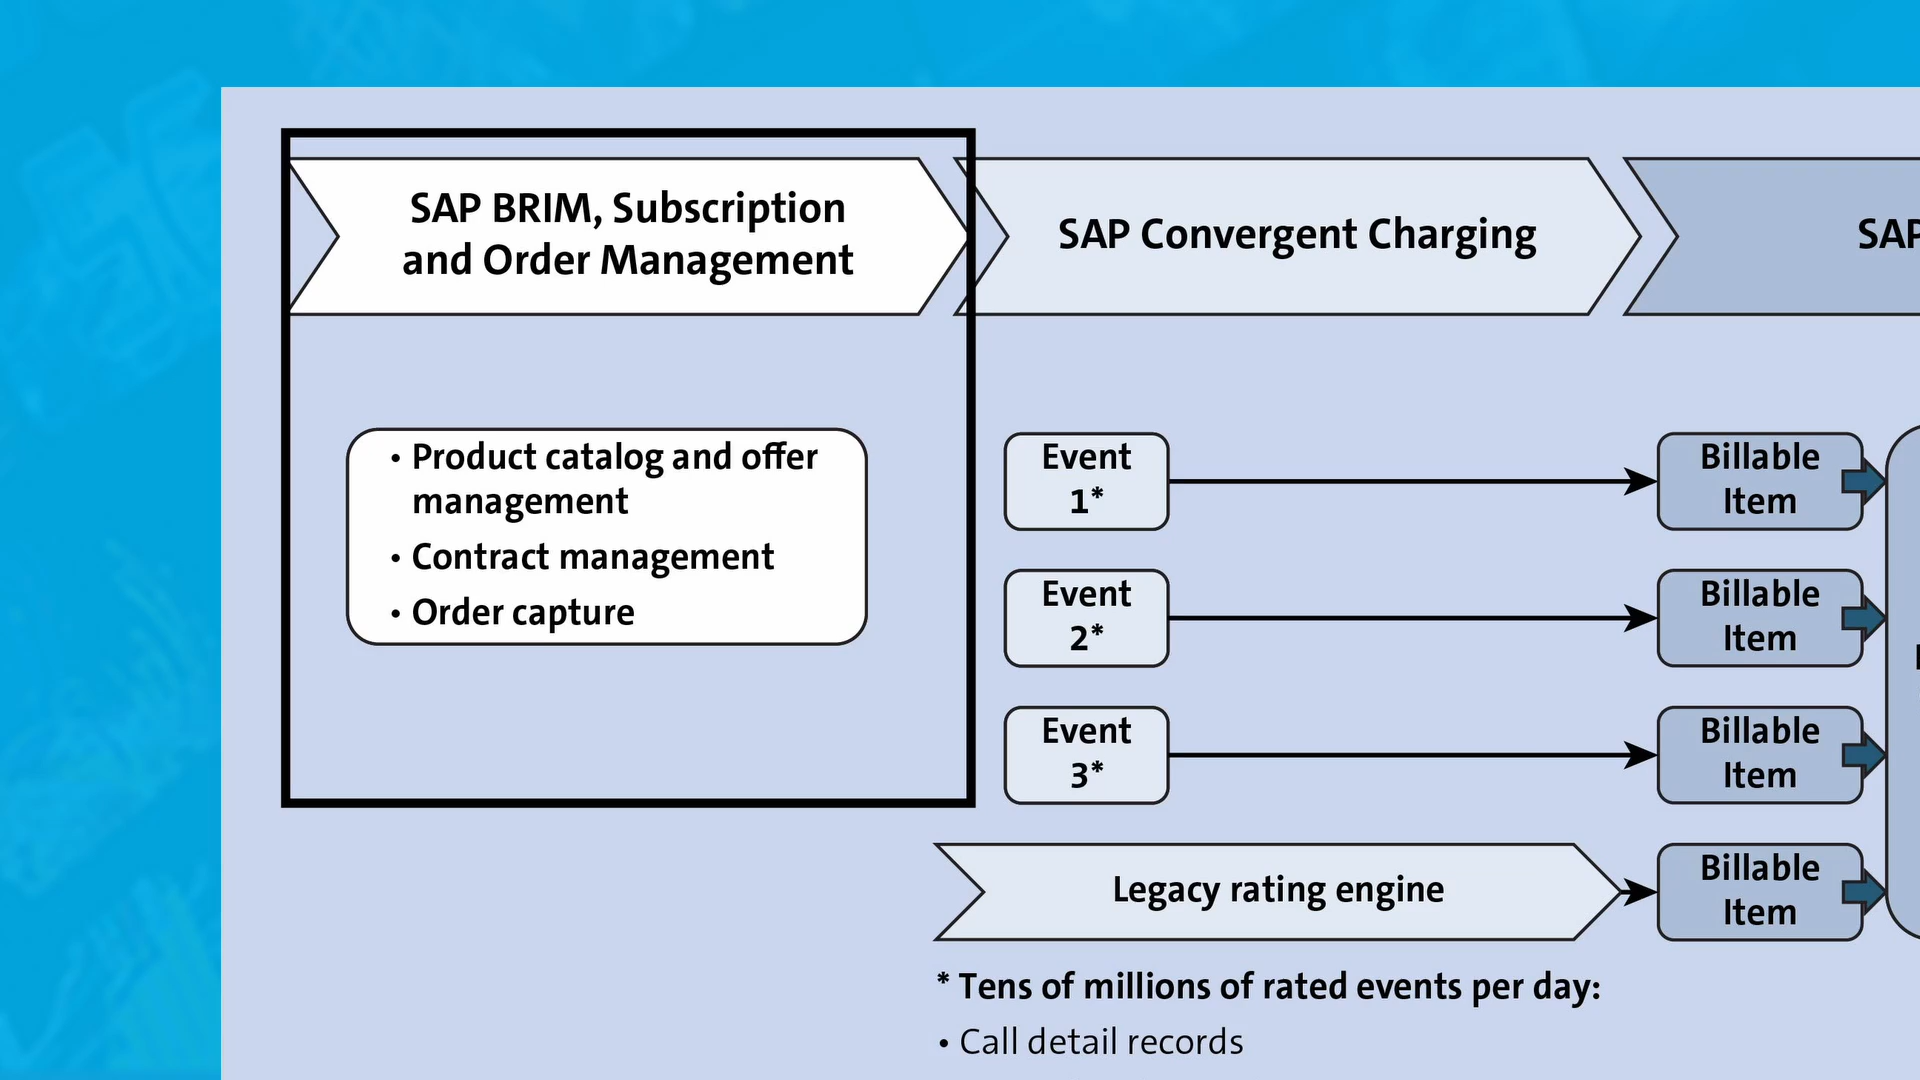 SAP BRIM, Subscription
and Order Management
SAP Convergent Charging
SAP
• Product catalog and offer
management
• Contract management
• Order capture
Event
1*
Billable
Item
Event
2*
Billable
Item
Event
3*
Billable
Item
Legacy rating engine
Billable
Item
* Tens of millions of rated events per day:
• Call detail records